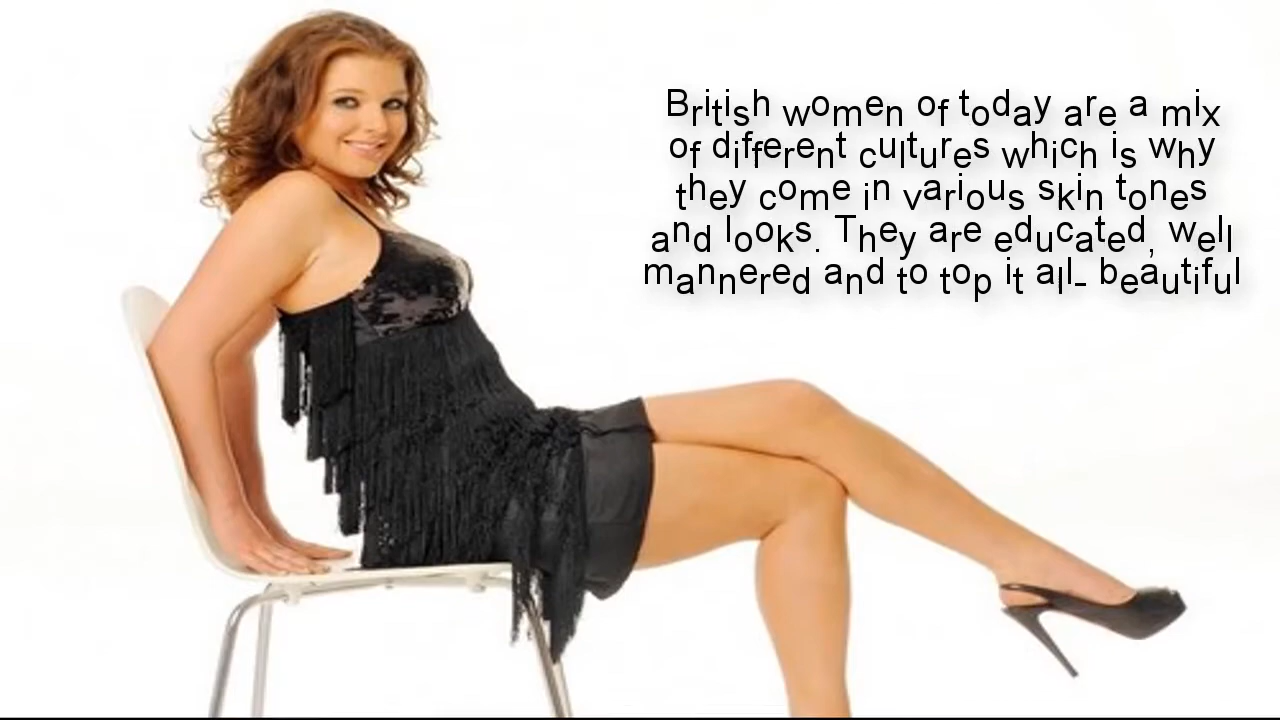 British women of today are a mix
of different cultures which is why
they come in various skin tones
and looks. They are educated, well
mannered and to top it all- beautiful